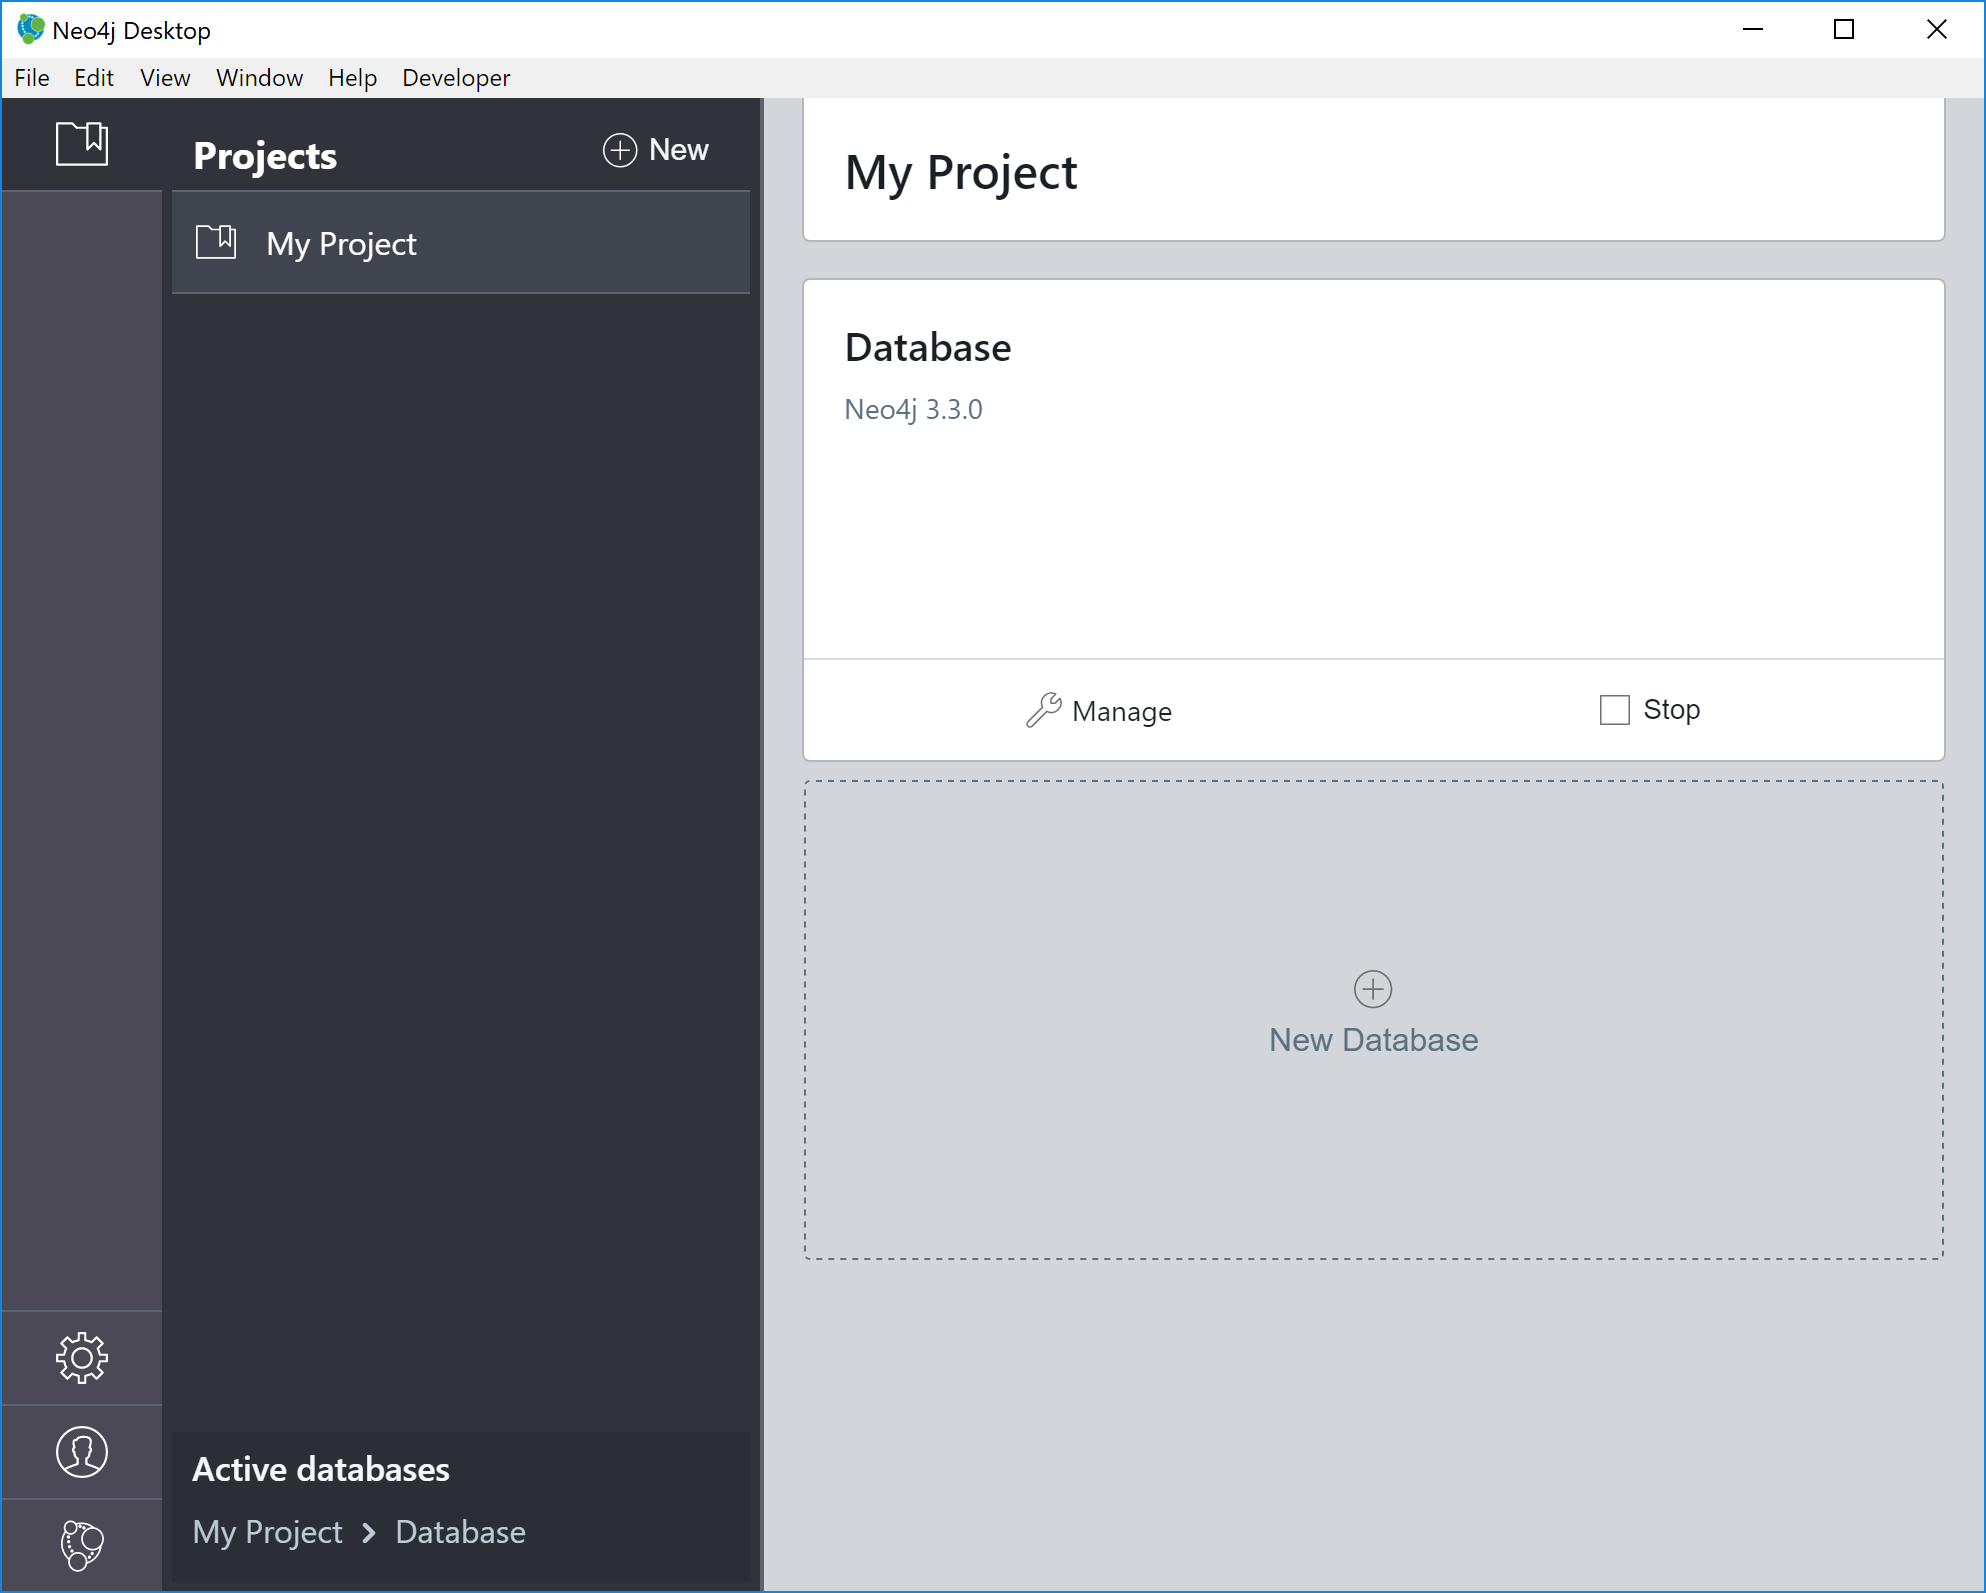 Neo4j Desktop
File Edit View Window Help Developer
Projects
New
My Project
Active databases
My Project > Database
My Project
Database
Neo4j 3.3.0
Manage
Stop
New Database